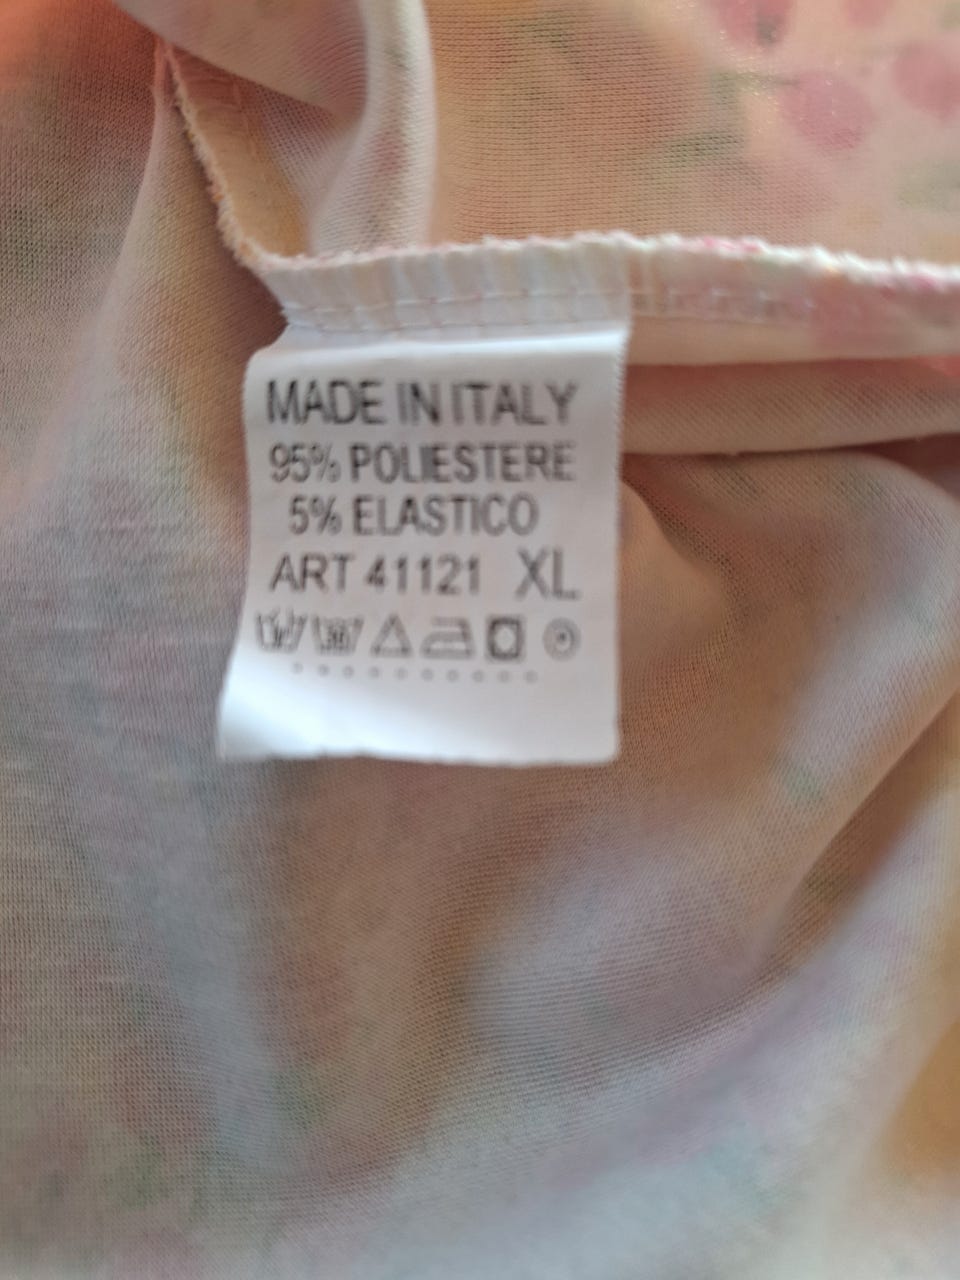 MADE IN ITALY
95% POLIESTERE
5% ELASTICO
ART 41121 XL